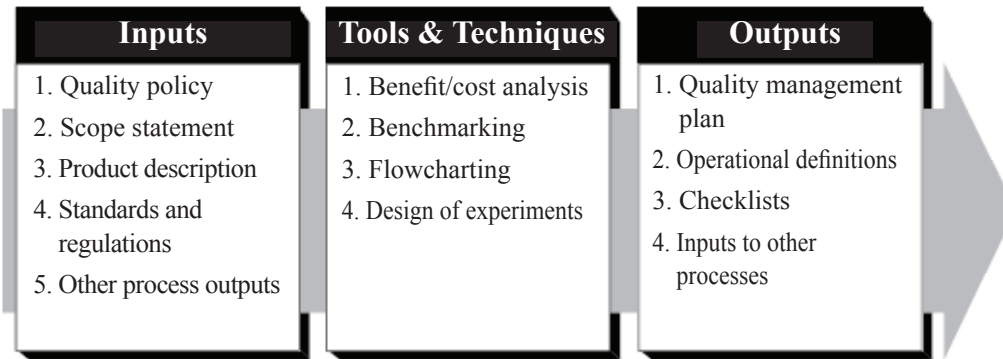 Inputs
1. Quality policy
2. Scope statement
3. Product description
4. Standards and
regulations
5. Other process outputs
Tools & Techniques
1. Benefit/cost analysis
2. Benchmarking
3. Flowcharting
4. Design of experiments
Outputs
1. Quality management
plan
2. Operational definitions
3. Checklists
4. Inputs to other
processes